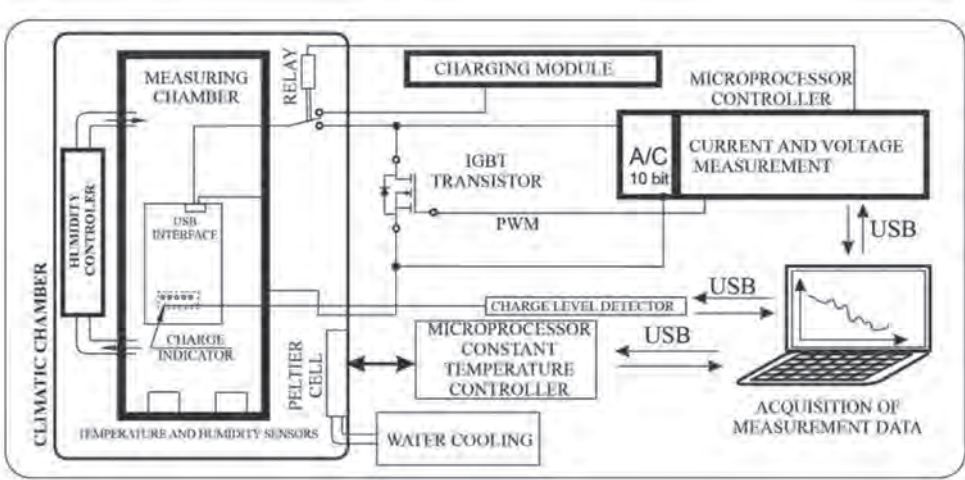 CLIMATIC CHAMBER
HUMIDITY
CONTROLER
MEASURING
CHAMBER
USB
INTERFACE
CHARGE
INDICATOR
TEMPERATURE AND HUMIDITY SENSORS
RELAY
PELTIER
CELL
CHARGING MODULE
MICROPROCESSOR
CONTROLLER
A/C
10 bit
CURRENT AND VOLTAGE
MEASUREMENT
IGBT
TRANSISTOR
PWM
USB
CHARGE LEVEL DETECTOR
USB
MICROPROCESSOR
CONSTANT
TEMPERATURE
CONTROLLER
USB
WATER COOLING
ACQUISITION OF
MEASUREMENT DATA